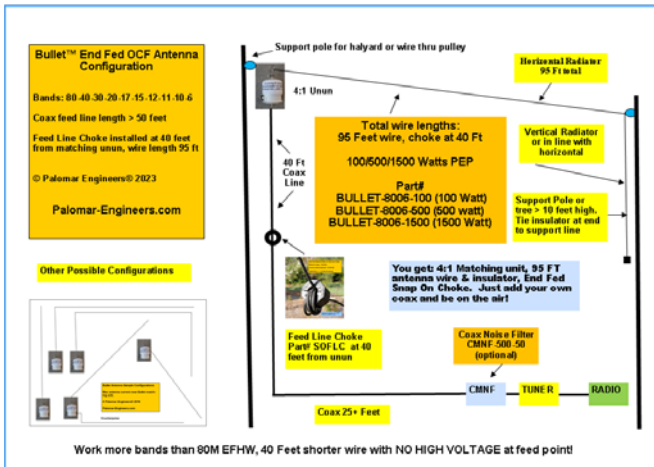 Bullet™ End Fed OCF Antenna
Configuration
Bands: 80-40-30-20-17-15-12-11-10-6
Coax feed line length > 50 feet
Feed Line Choke installed at 40 feet
from matching unun, wire length 95 ft
© Palomar Engineers® 2023
Palomar-Engineers.com
Support pole for halyard or wire thru pulley
4:1 Unun
Horizontal Radiator
95 Ft total
Total wire lengths:
95 Feet wire, choke at 40 Ft
100/500/1500 Watts PEP
Part#
BULLET-8006-100 (100 Watt)
BULLET-8006-500 (500 watt)
BULLET-8006-1500 (1500 Watt)
Vertical Radiator
or in line with
horizontal
40 Ft
Coax
Line
Support Pole or
tree > 10 feet high.
Tie insulator at end
to support line
Other Possible Configurations
You get: 4:1 Matching unit, 95 FT
antenna wire & insulator, End Fed
Snap On Choke. Just add your own
coax and be on the air!
Feed Line Choke
Part# SOFLC at 40
feet from unun
Coax Noise Filter
CMNF-500-50
(optional)
CMNF
TUNER
RADIO
Coax 25+ Feet
Work more bands than 80M EFHW, 40 Feet shorter wire with NO HIGH VOLTAGE at feed point!